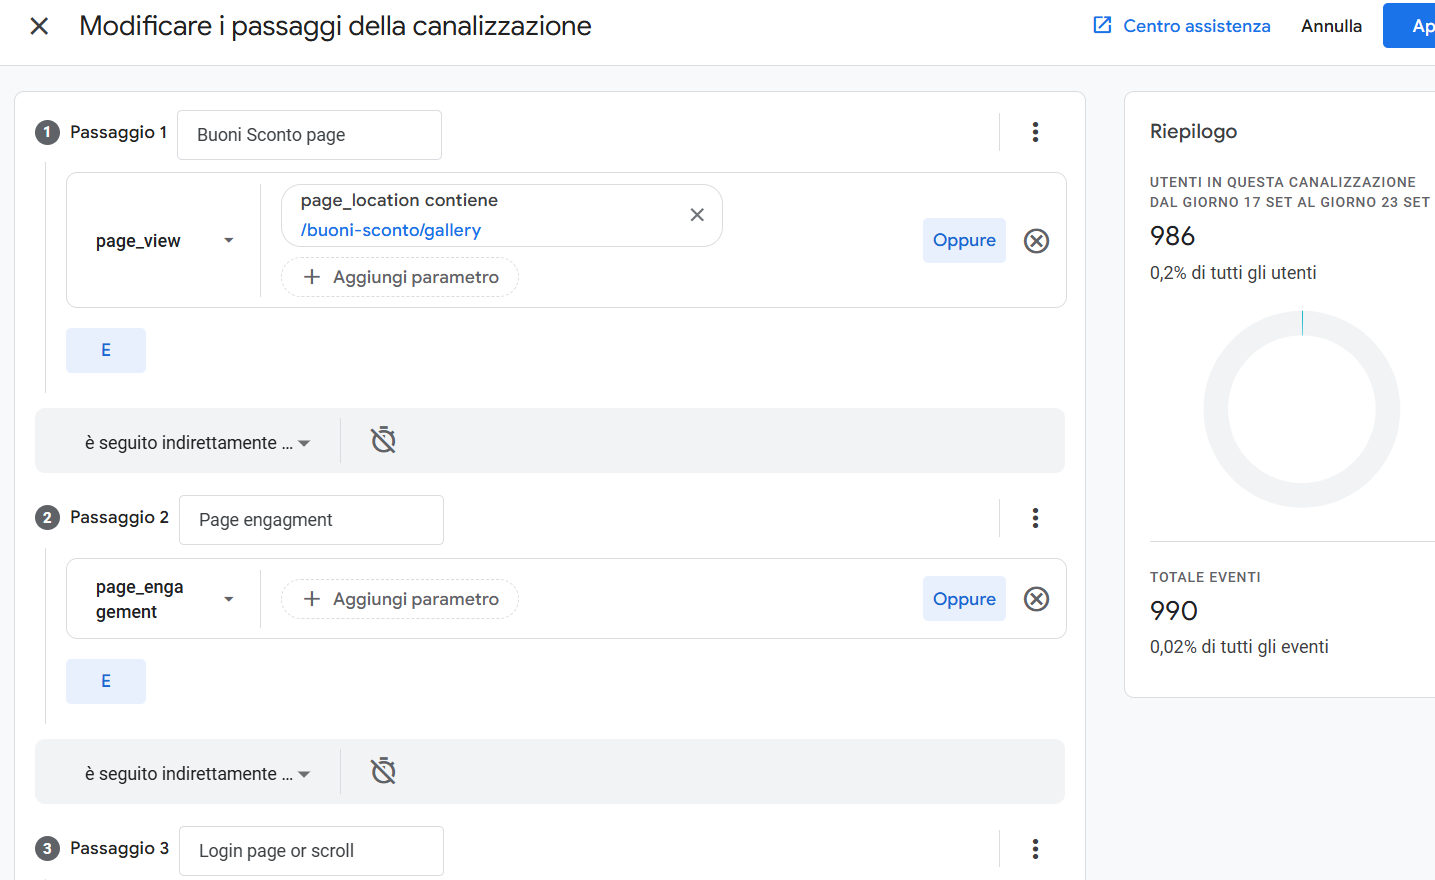 Modificare i passaggi della canalizzazione
Centro assistenza
Annulla
Ap
1
Passaggio 1
Buoni Sconto page
page_view
page_location contiene
/buoni-sconto/gallery
Aggiungi parametro
Oppure
E
è seguito indirettamente ...
2
Passaggio 2
Page engagment
page_enga
gement
Aggiungi parametro
Oppure
E
è seguito indirettamente ...
3
Passaggio 3
Login page or scroll
Riepilogo
UTENTI IN QUESTA CANALIZZAZIONE
DAL GIORNO 17 SET AL GIORNO 23 SET
986
0,2% di tutti gli utenti
TOTALE EVENTI
990
0,02% di tutti gli eventi